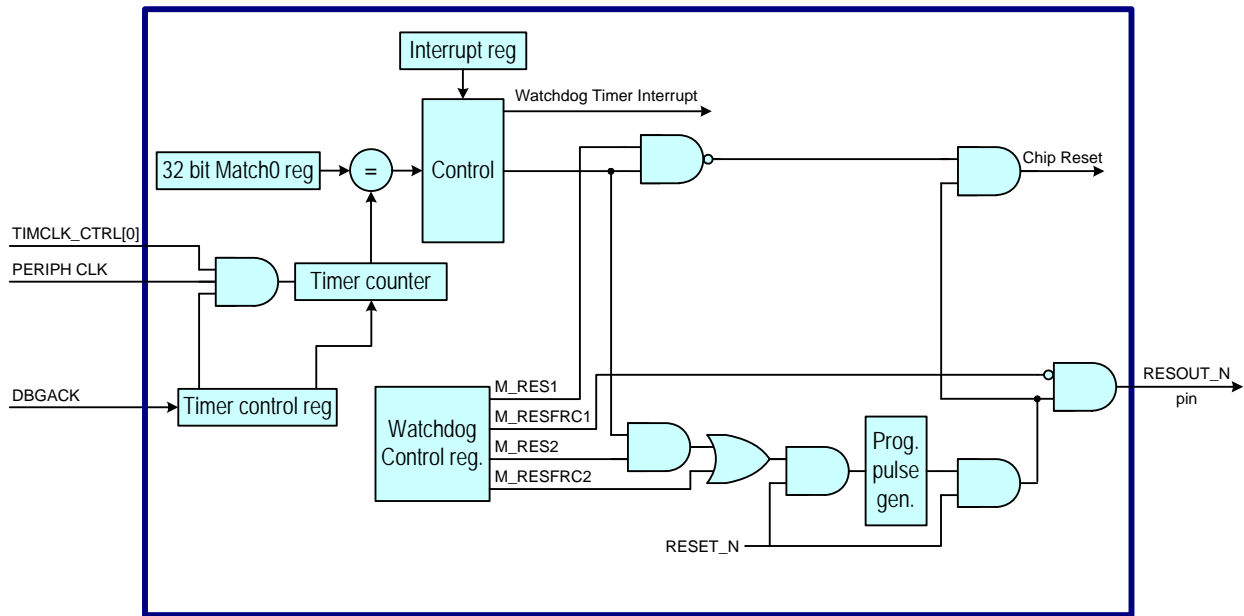 Interrupt reg
Watchdog Timer Interrupt
32 bit Match0 reg
=
Control
Chip Reset
TIMCLK_CTRL[0]
PERIPH CLK
Timer counter
DBGACK
Timer control reg
M_RES1
M_RESFRC1
M_RES2
M_RESFRC2
Watchdog
Control reg.
Prog.
pulse
gen.
RESOUT_N
pin
RESET_N